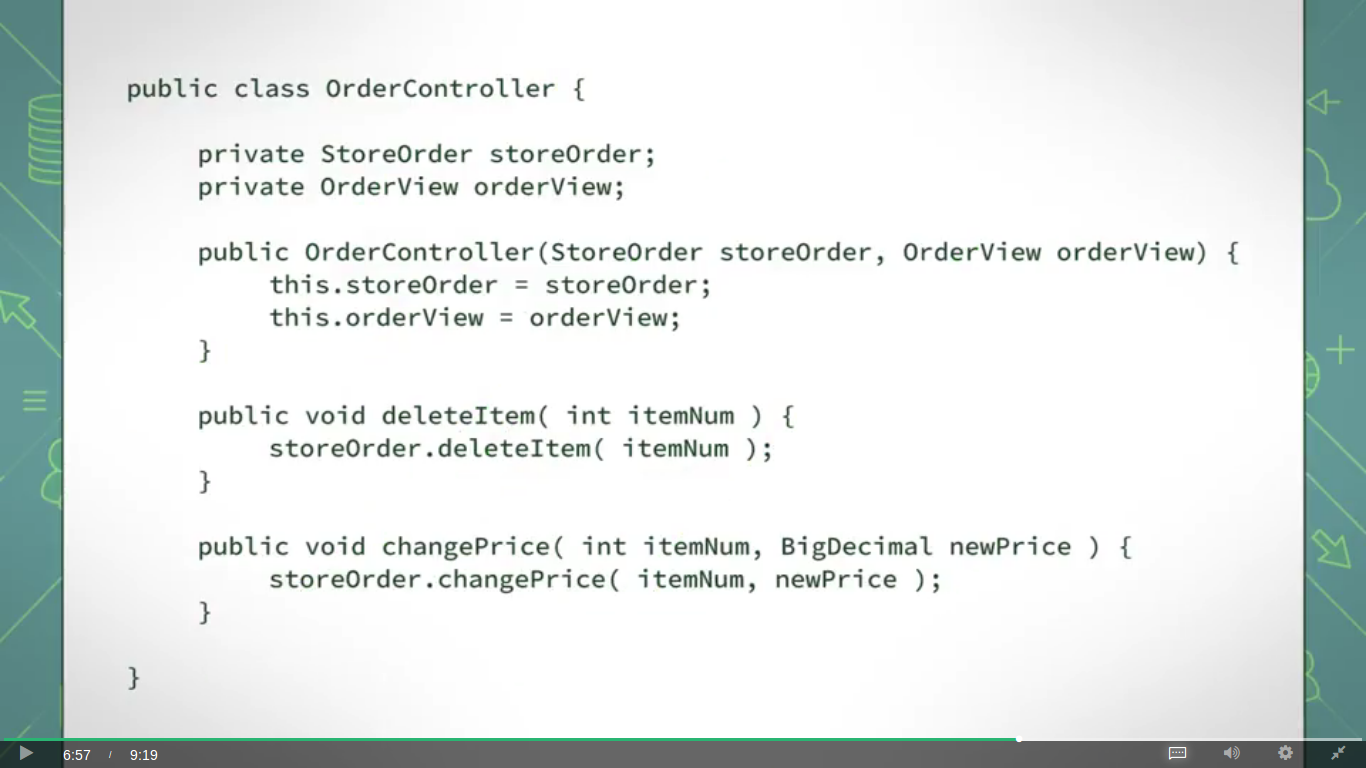 public class OrderController {
private StoreOrder storeOrder;
private OrderView orderView;
public OrderController(StoreOrder storeOrder, OrderView orderView) {
this.storeOrder = storeOrder;
this.orderView = orderView;
}
public void deleteItem( int itemNum ) {
storeOrder.deleteItem( itemNum );
}
public void changePrice( int itemNum, BigDecimal newPrice ) {
storeOrder.changePrice( itemNum, newPrice );
}
}
6:57 / 9:19